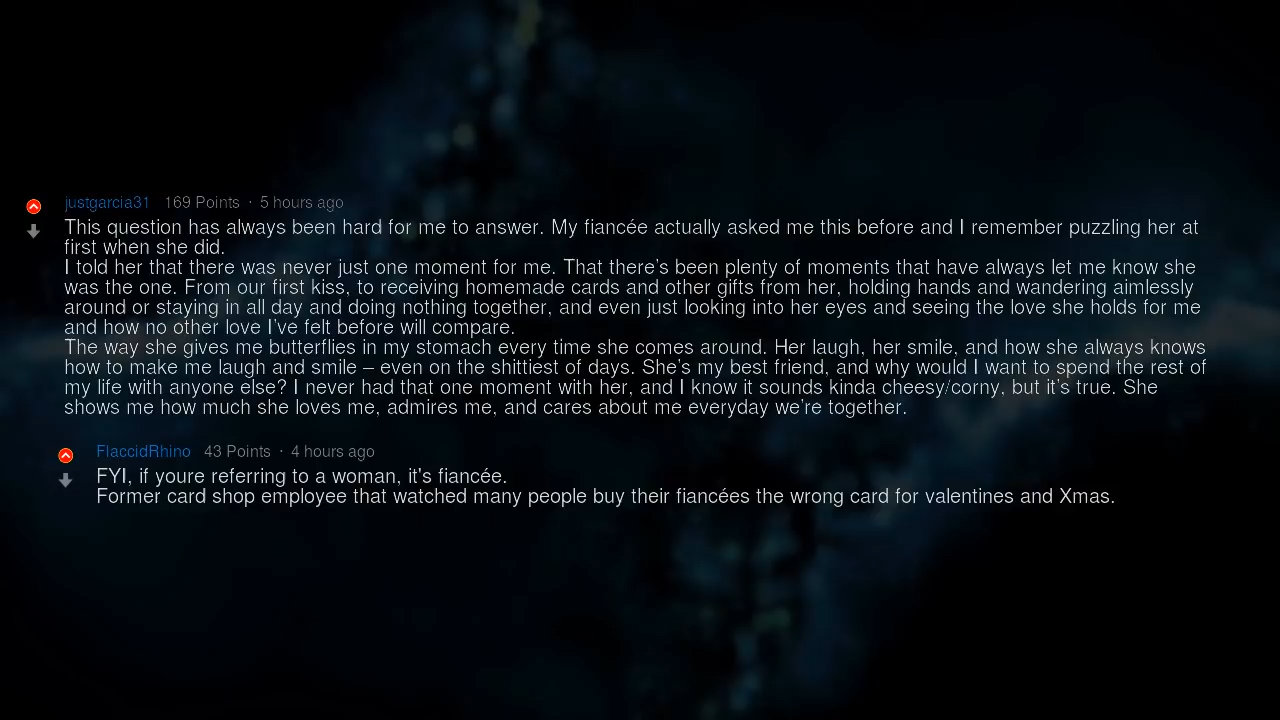 justgarcia31 169 Points · 5 hours ago
This question has always been hard for me to answer. My fiancée actually asked me this before and I remember puzzling her at
first when she did.
I told her that there was never just one moment for me. That there's been plenty of moments that have always let me know she
was the one. From our first kiss, to receiving homemade cards and other gifts from her, holding hands and wandering aimlessly
around or staying in all day and doing nothing together, and even just looking into her eyes and seeing the love she holds for me
and how no other love I've felt before will compare.
The way she gives me butterflies in my stomach every time she comes around. Her laugh, her smile, and how she always knows
how to make me laugh and smile – even on the shittiest of days. She's my best friend, and why would I want to spend the rest of
my life with anyone else? I never had that one moment with her, and I know it sounds kinda cheesy/corny, but it's true. She
shows me how much she loves me, admires me, and cares about me everyday we're together.
FlaccidRhino 43 Points · 4 hours ago
FYI, if youre referring to a woman, it's fiancée.
Former card shop employee that watched many people buy their fiancées the wrong card for valentines and Xmas.